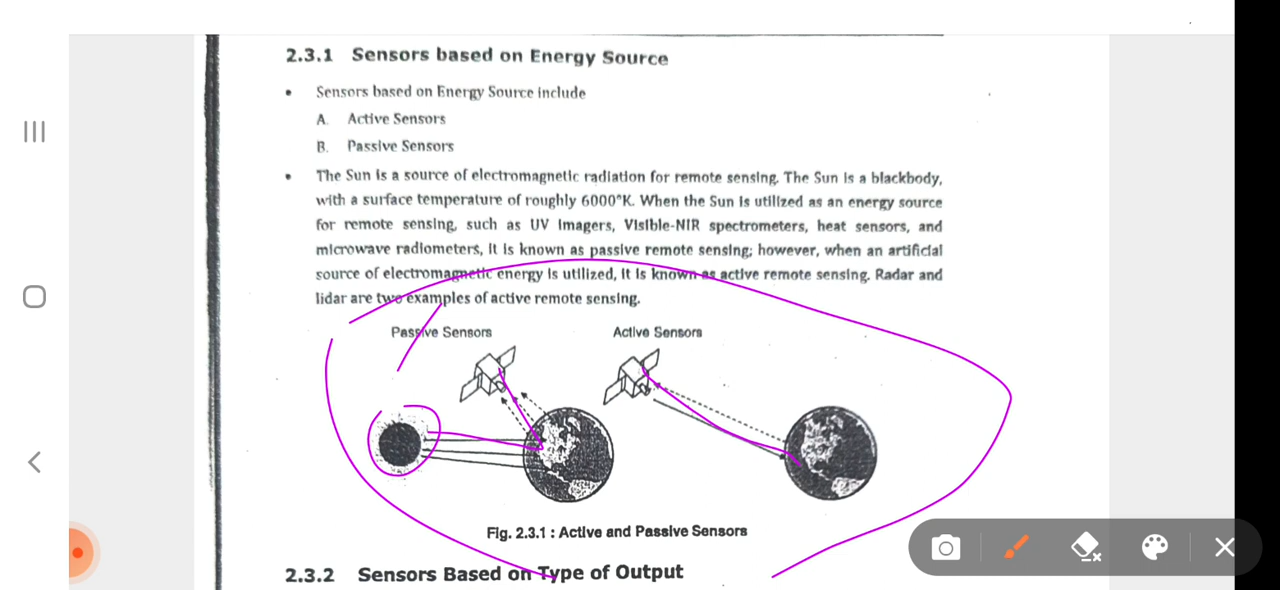 2.3.1 Sensors based on Energy Source
• Sensors based on Energy Source include
A. Active Sensors
B. Passive Sensors
• The Sun is a source of electromagnetic radiation for remote sensing. The Sun is a blackbody,
with a surface temperature of roughly 6000°K. When the Sun is utilized as an energy source
for remote sensing, such as UV imagers, Visible-NIR spectrometers, heat sensors, and
microwave radiometers, it is known as passive remote sensing; however, when an artificial
source of electromagnetic energy is utilized, it is known as active remote sensing. Radar and
lidar are two examples of active remote sensing.
Passive Sensors
Active Sensors
Fig. 2.3.1 : Active and Passive Sensors
2.3.2 Sensors Based on Type of Output